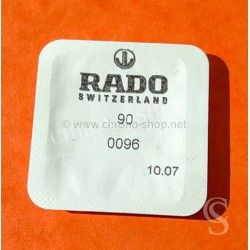 RADO
SWITZERLAND
www.chrono-shop.net
90
0096
10.07
S